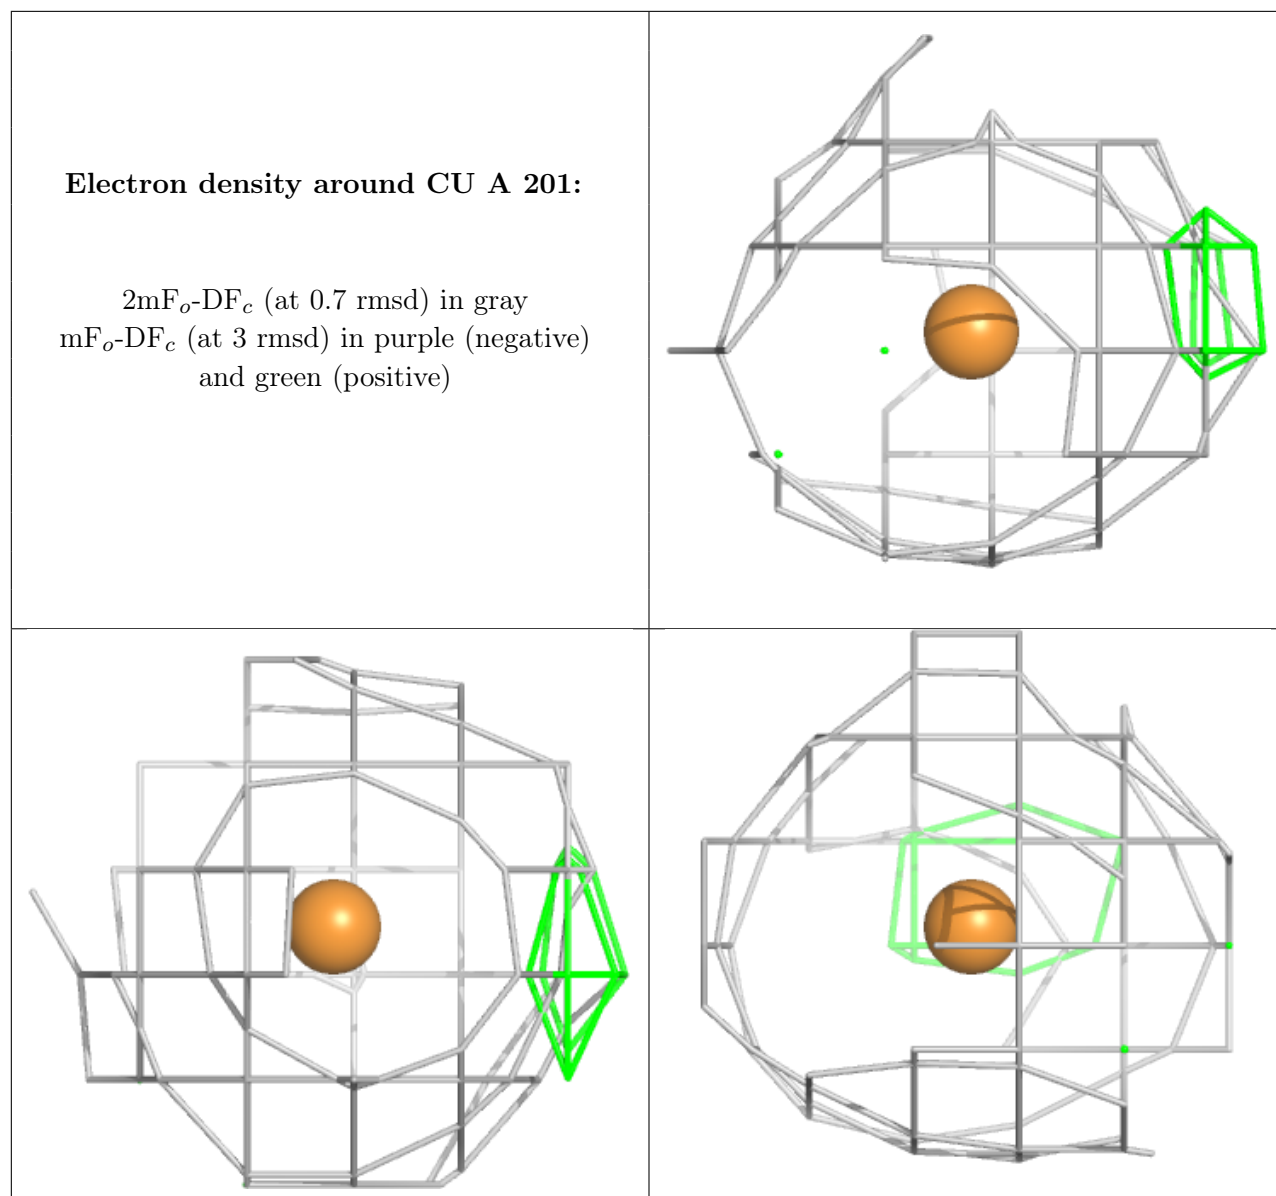 Electron density around CU A 201:
2mFo-DFc (at 0.7 rmsd) in gray
mFo-DFc (at 3 rmsd) in purple (negative)
and green (positive)